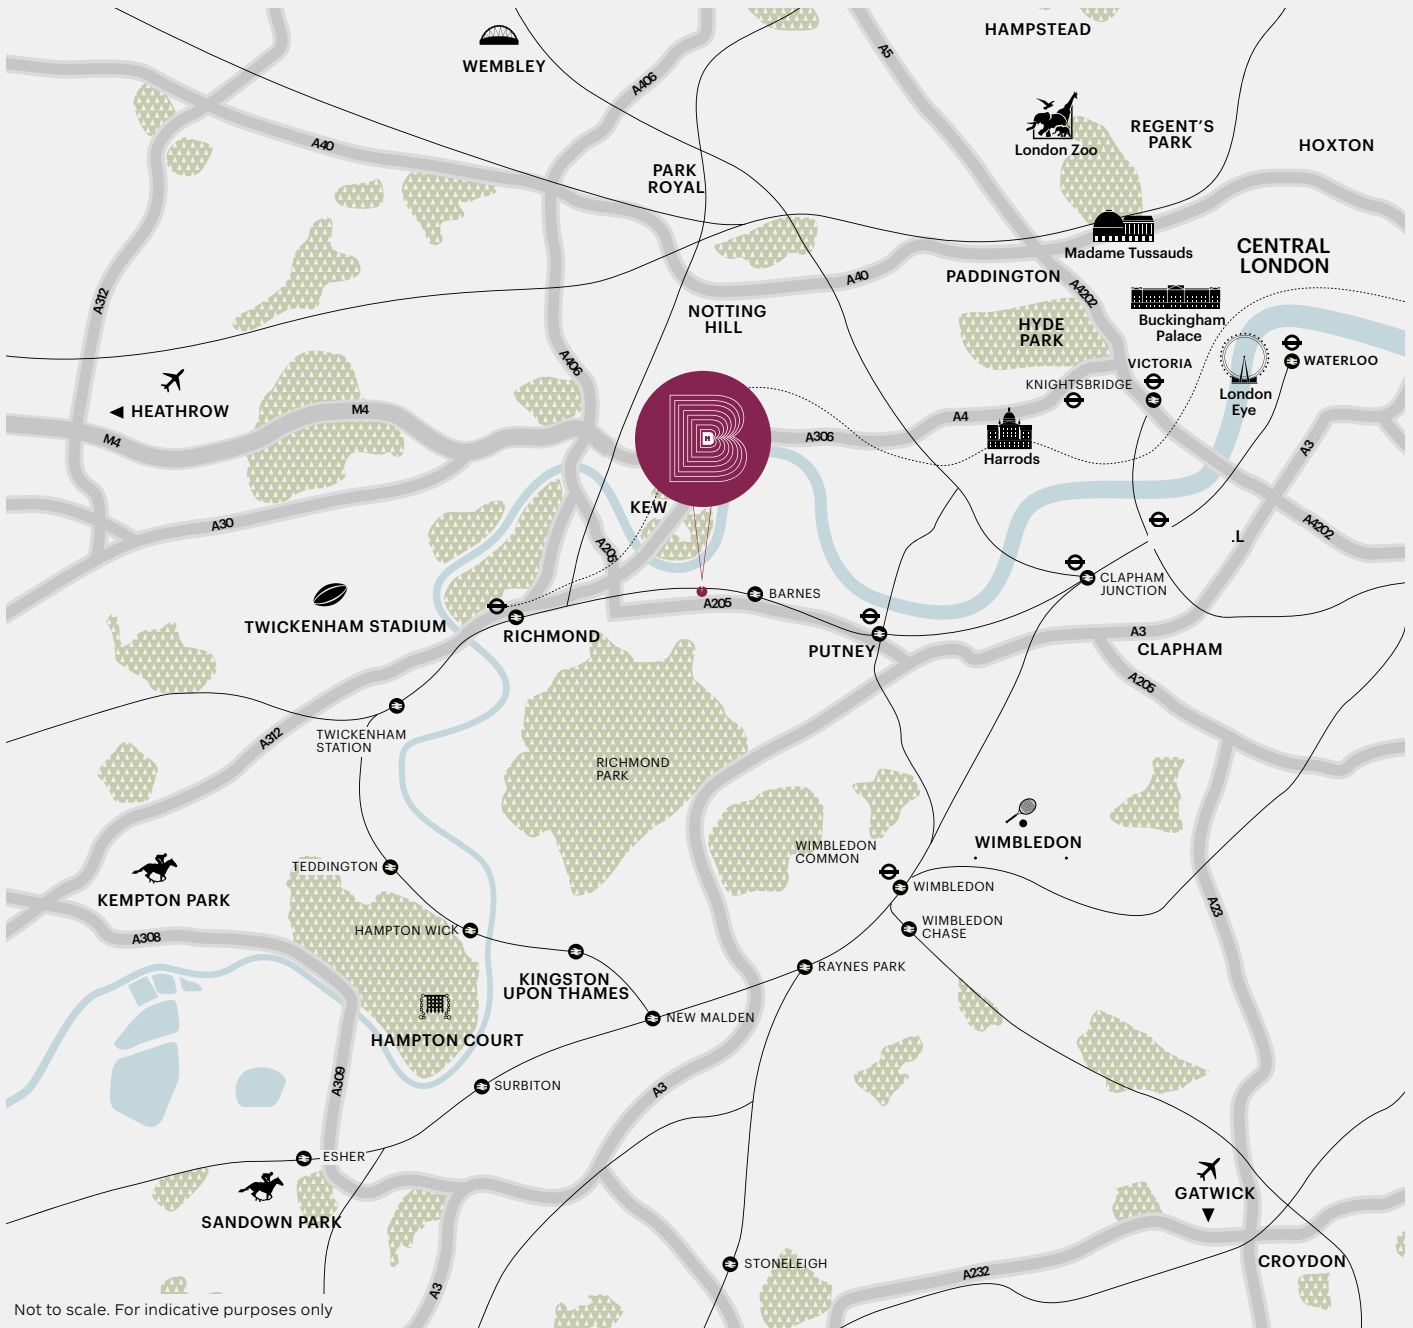 HAMPSTEAD
A5
WEMBLEY
A406
REGENT'S
PARK
HOXTON
London Zoo
A40
PARK
ROYAL
Madame Tussauds
CENTRAL
LONDON
PADDINGTON
A40
A4202
A312
NOTTING
HILL
HYDE
PARK
Buckingham
Palace
A406
VICTORIA
WATERLOO
KNIGHTSBRIDGE
London
Eye
HEATHROW
M4
M4
A4
A306
A3
Harrods
B
KEW
A30
A205
A4202
.L
CLAPHAM
JUNCTION
BARNES
A205
TWICKENHAM STADIUM
RICHMOND
PUTNEY
A3
CLAPHAM
A205
TWICKENHAM
STATION
A312
RICHMOND
PARK
WIMBLEDON
WIMBLEDON
COMMON
TEDDINGTON
WIMBLEDON
KEMPTON PARK
A23
WIMBLEDON
CHASE
HAMPTON WICK
A308
RAYNES PARK
KINGSTON
UPON THAMES
NEW MALDEN
HAMPTON COURT
A309
SURBITON
A3
ESHER
GATWICK
SANDOWN PARK
STONELEIGH
A232
CROYDON
A3
Not to scale. For indicative purposes only